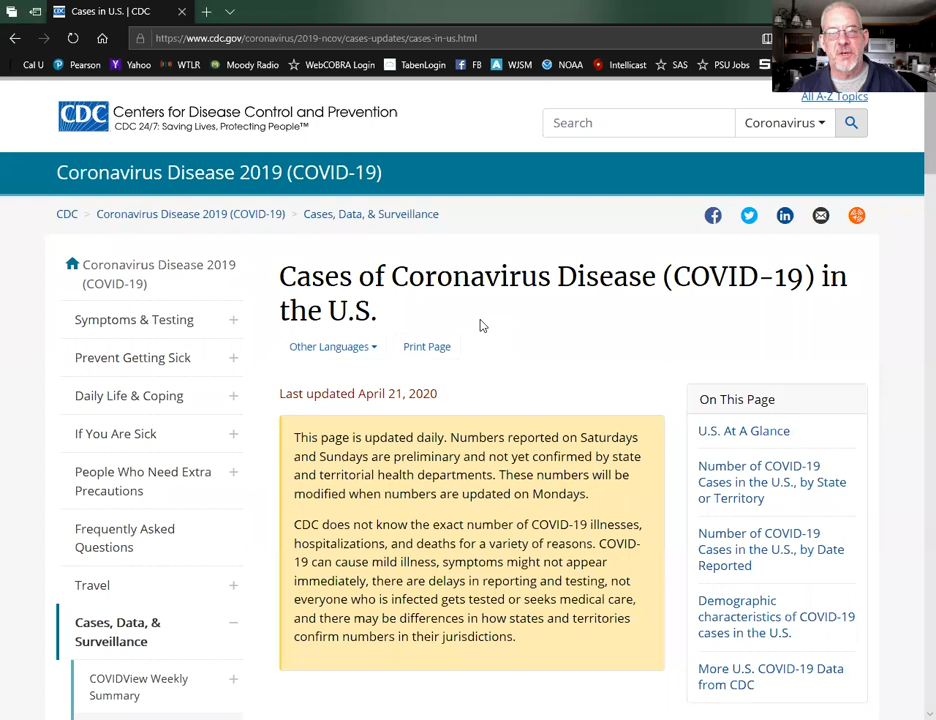 Cases in U.S. | CDC
https://www.cdc.gov/coronavirus/2019-ncov/cases-updates/cases-in-us.html
Cal U Pearson Yahoo WTLR Moody Radio WebCOBRA Login TabenLogin FB WJSM NOAA Intellicast SAS PSU Jobs
All A-Z Topics
CDC
Centers for Disease Control and Prevention
CDC 24/7: Saving Lives, Protecting People™
Search
Coronavirus
Coronavirus Disease 2019 (COVID-19)
CDC > Coronavirus Disease 2019 (COVID-19) > Cases, Data, & Surveillance
Coronavirus Disease 2019
(COVID-19)
Symptoms & Testing
Prevent Getting Sick
Daily Life & Coping
If You Are Sick
People Who Need Extra
Precautions
Frequently Asked
Questions
Travel
Cases, Data, &
Surveillance
COVIDView Weekly
Summary
Cases of Coronavirus Disease (COVID-19) in
the U.S.
Other Languages
Print Page
Last updated April 21, 2020
This page is updated daily. Numbers reported on Saturdays
and Sundays are preliminary and not yet confirmed by state
and territorial health departments. These numbers will be
modified when numbers are updated on Mondays.
CDC does not know the exact number of COVID-19 illnesses,
hospitalizations, and deaths for a variety of reasons. COVID-
19 can cause mild illness, symptoms might not appear
immediately, there are delays in reporting and testing, not
everyone who is infected gets tested or seeks medical care,
and there may be differences in how states and territories
confirm numbers in their jurisdictions.
On This Page
U.S. At A Glance
Number of COVID-19
Cases in the U.S., by State
or Territory
Number of COVID-19
Cases in the U.S., by Date
Reported
Demographic
characteristics of COVID-19
cases in the U.S.
More U.S. COVID-19 Data
from CDC